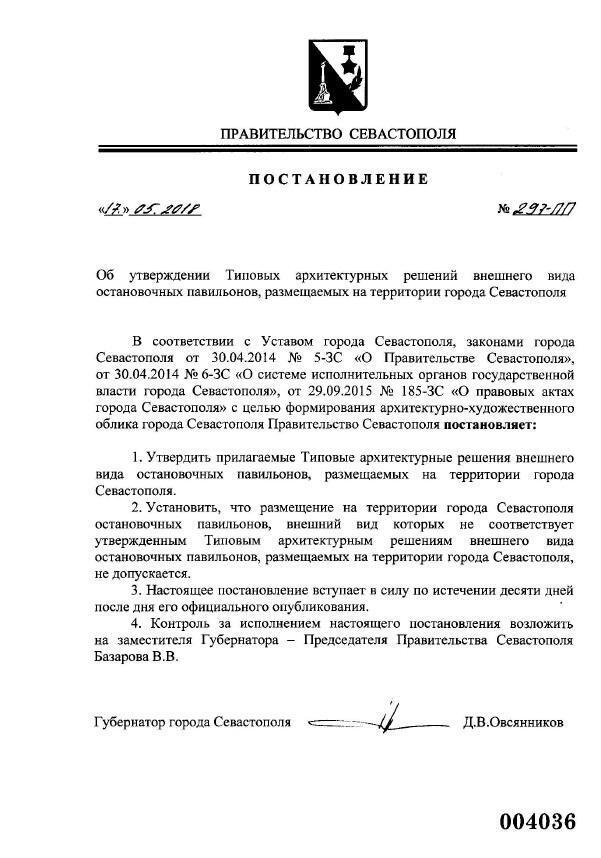 ПРАВИТЕЛЬСТВО СЕВАСТОПОЛЯ
ПОСТАНОВЛЕНИЕ
«17» 05.2018 № 297-ПП
Об утверждении Типовых архитектурных решений внешнего вида
остановочных павильонов, размещаемых на территории города Севастополя
В соответствии с Уставом города Севастополя, законами города
Севастополя от 30.04.2014 № 5-ЗС «О Правительстве Севастополя»,
от 30.04.2014 № 6-ЗС «О системе исполнительных органов государственной
власти города Севастополя», от 29.09.2015 № 185-ЗС «О правовых актах
города Севастополя» с целью формирования архитектурно-художественного
облика города Севастополя Правительство Севастополя постановляет:
1. Утвердить прилагаемые Типовые архитектурные решения внешнего
вида остановочных павильонов, размещаемых на территории города
Севастополя.
2. Установить, что размещение на территории города Севастополя
остановочных павильонов, внешний вид которых не соответствует
утвержденным Типовым архитектурным решениям внешнего вида
остановочных павильонов, размещаемых на территории города Севастополя,
не допускается.
3. Настоящее постановление вступает в силу по истечении десяти дней
после дня его официального опубликования.
4. Контроль за исполнением настоящего постановления возложить
на заместителя Губернатора – Председателя Правительства Севастополя
Базарова В.В.
Губернатор города Севастополя Д.В.Овсянников
004036